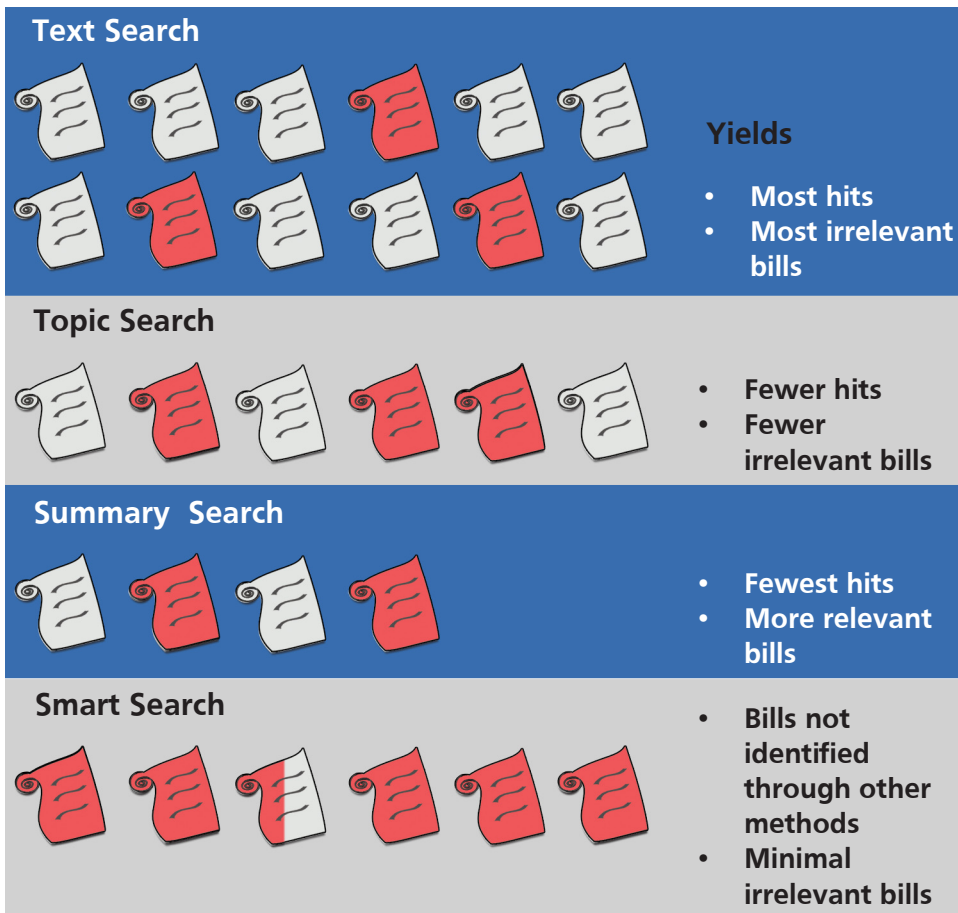 Text Search
Yields
• Most hits
• Most irrelevant
bills
Topic Search
• Fewer hits
• Fewer
irrelevant bills
Summary Search
• Fewest hits
• More relevant
bills
Smart Search
• Bills not
identified
through other
methods
• Minimal
irrelevant bills